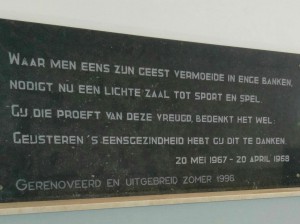 WAAR MEN EENS ZIJN GEEST VERMOEIDE IN ENGE BANKEN,
NODIGT NU EEN LICHTE ZAAL TOT SPORT EN SPEL.
GIJ DIE PROEFT VAN DEZE VREUGD, BEDENKT HET WEL:
GEIJSTEREN'S EENSGEZINDHEID HEBT GIJ DIT TE DANKEN
20 MEI 1967 - 20 APRIL 1968
GERENOVEERD EN UITGEBREID ZOMER 1996